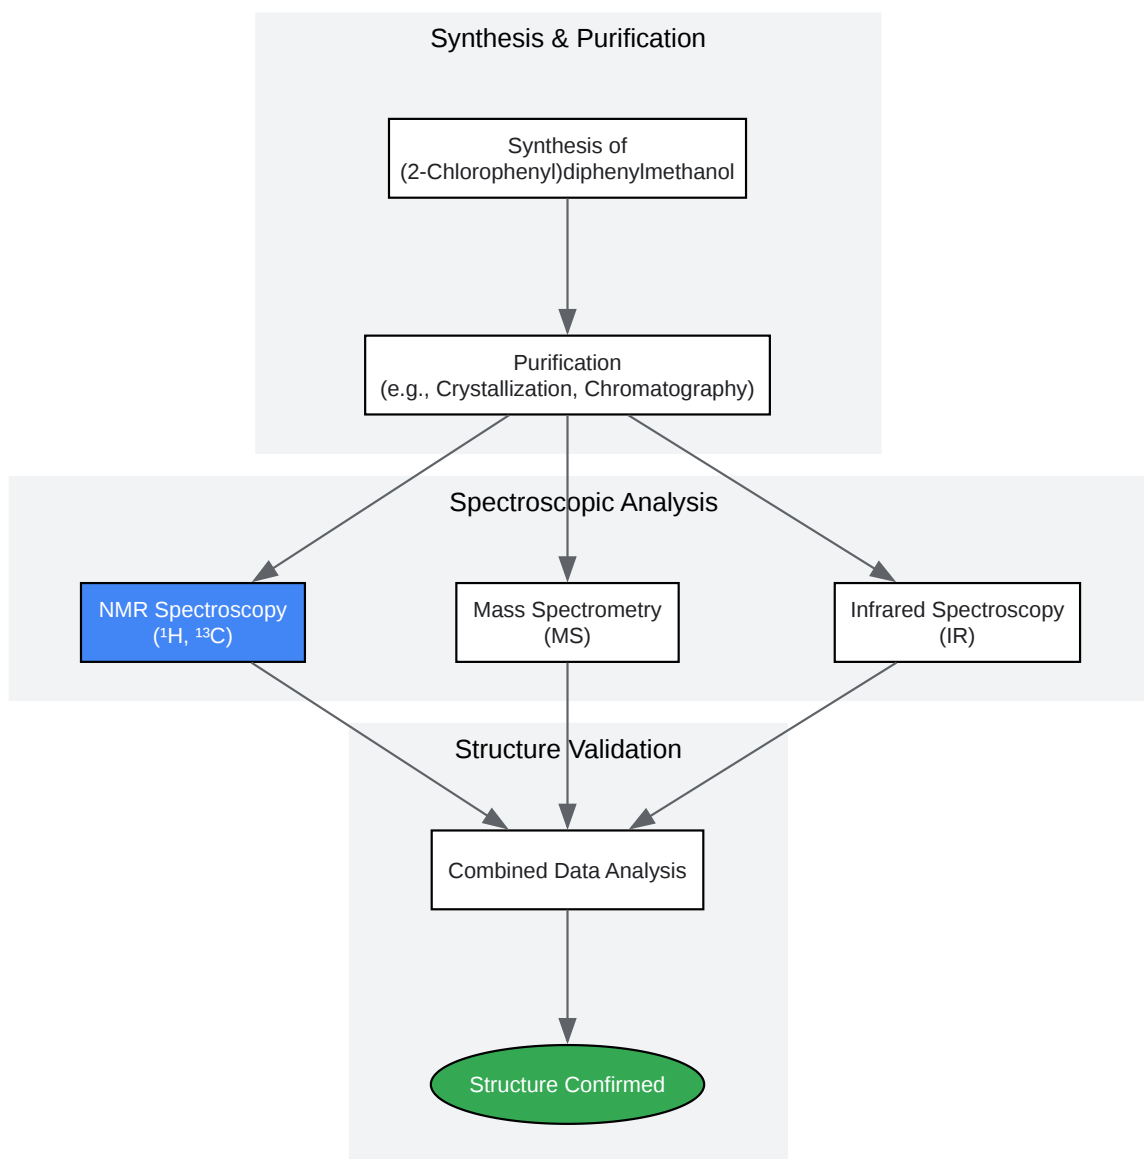 Synthesis & Purification
Synthesis of
(2-Chlorophenyl)diphenylmethanol
Purification
(e.g., Crystallization, Chromatography)
Spectroscopic Analysis
NMR Spectroscopy
(¹H, ¹³C)
Mass Spectrometry
(MS)
Infrared Spectroscopy
(IR)
Structure Validation
Combined Data Analysis
Structure Confirmed